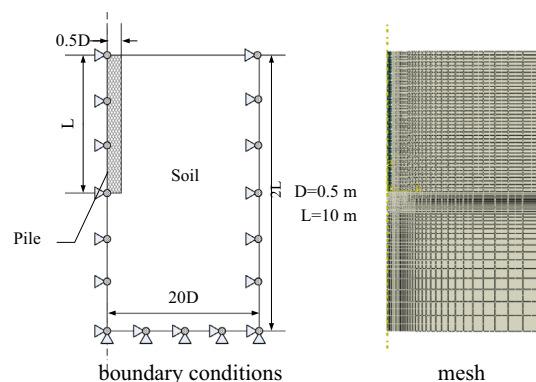 0.5D
L
Soil
2L
D=0.5 m
L=10 m
Pile
20D
boundary conditions
mesh